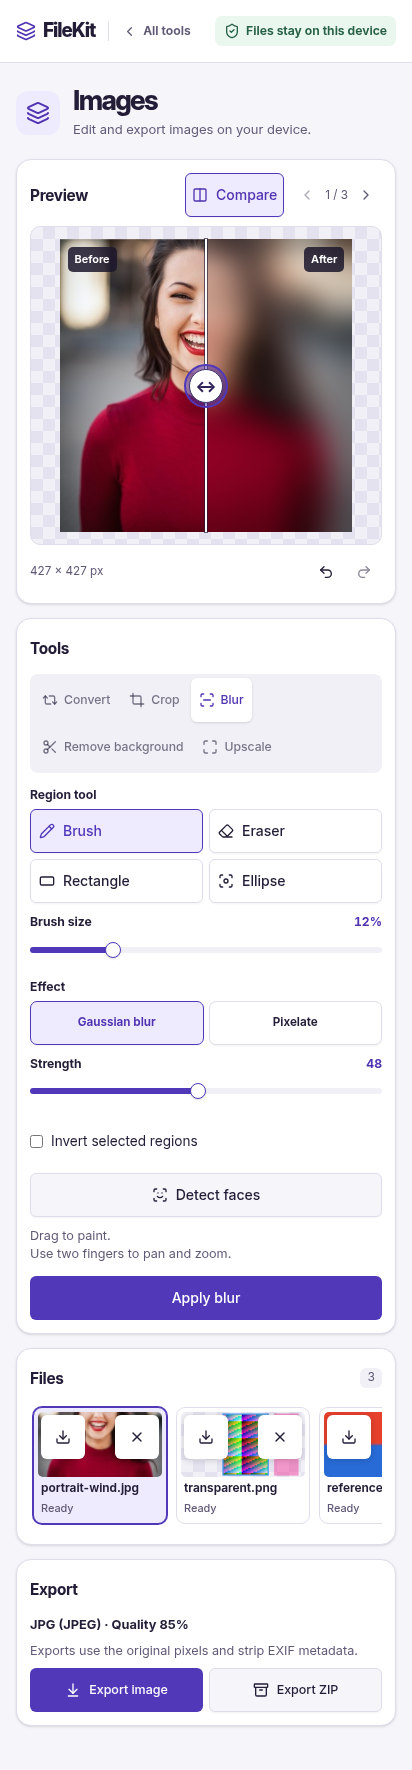 FileKit
All tools
Files stay on this device
Images
Edit and export images on your device.
Preview
Compare
1 / 3
Before
After
427 × 427 px
Tools
Convert
Crop
Blur
Remove background
Upscale
Region tool
Brush
Eraser
Rectangle
Ellipse
Brush size
12%
Effect
Gaussian blur
Pixelate
Strength
48
Invert selected regions
Detect faces
Drag to paint.
Use two fingers to pan and zoom.
Apply blur
Files
3
portrait-wind.jpg
transparent.png
reference
Ready
Ready
Ready
Export
JPG (JPEG) · Quality 85%
Exports use the original pixels and strip EXIF metadata.
Export image
Export ZIP